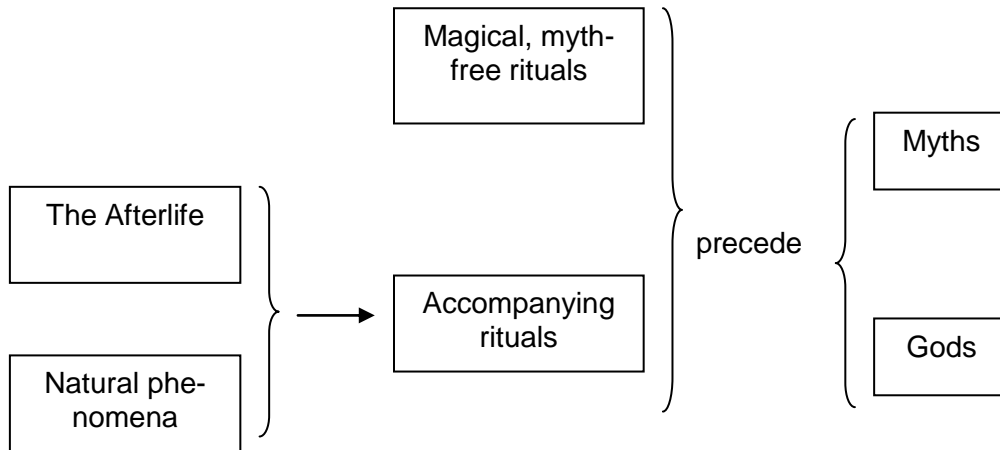 Magical, myth-
free rituals
Myths
The Afterlife
precede
Accompanying
rituals
Gods
Natural phe-
nomena